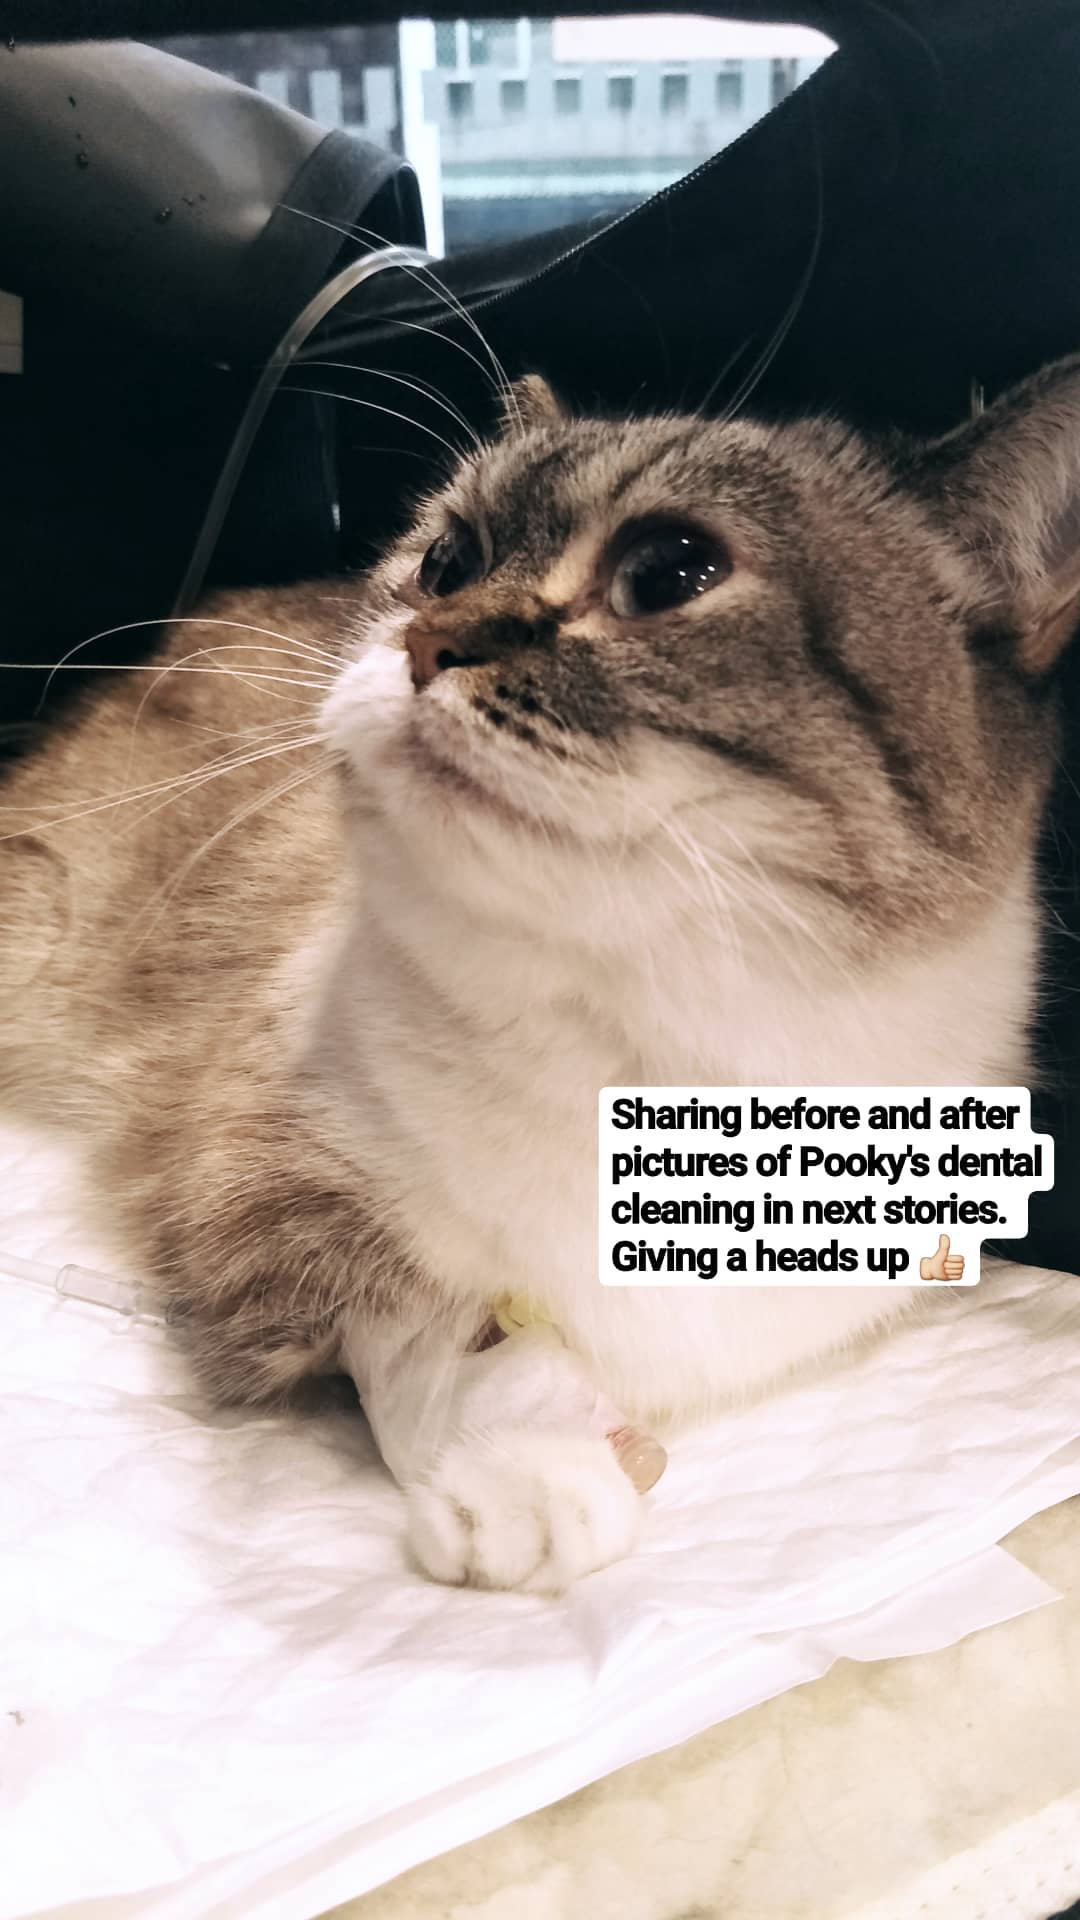 Sharing before and after
pictures of Pooky's dental
cleaning in next stories.
Giving a heads up 👍🏼